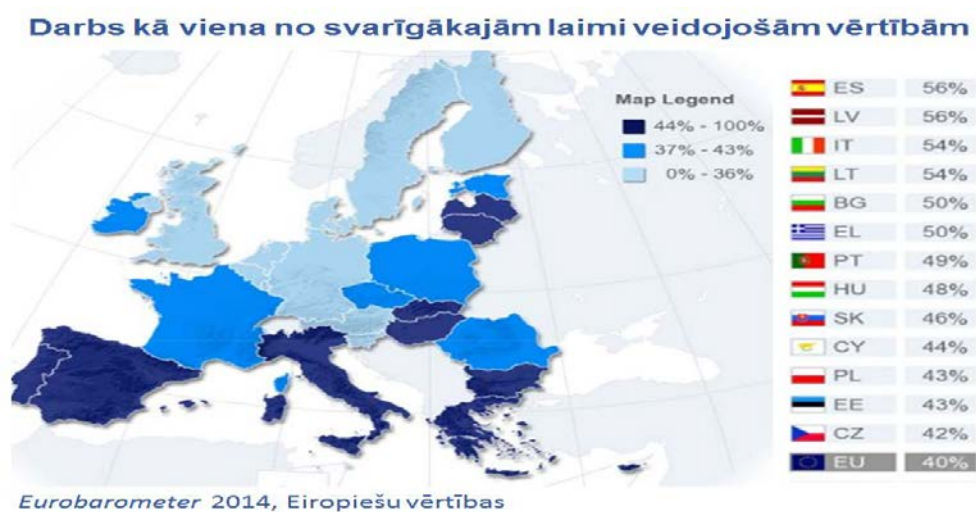 Darbs kā viena no svarīgākajām laimi veidojošām vērtībām
Map Legend
44% - 100%
37% - 43%
0% - 36%
ES 56%
LV 56%
IT 54%
LT 54%
BG 50%
EL 50%
PT 49%
HU 48%
SK 46%
CY 44%
PL 43%
EE 43%
CZ 42%
EU 40%
Eurobarometer 2014, Eiropiešu vērtības